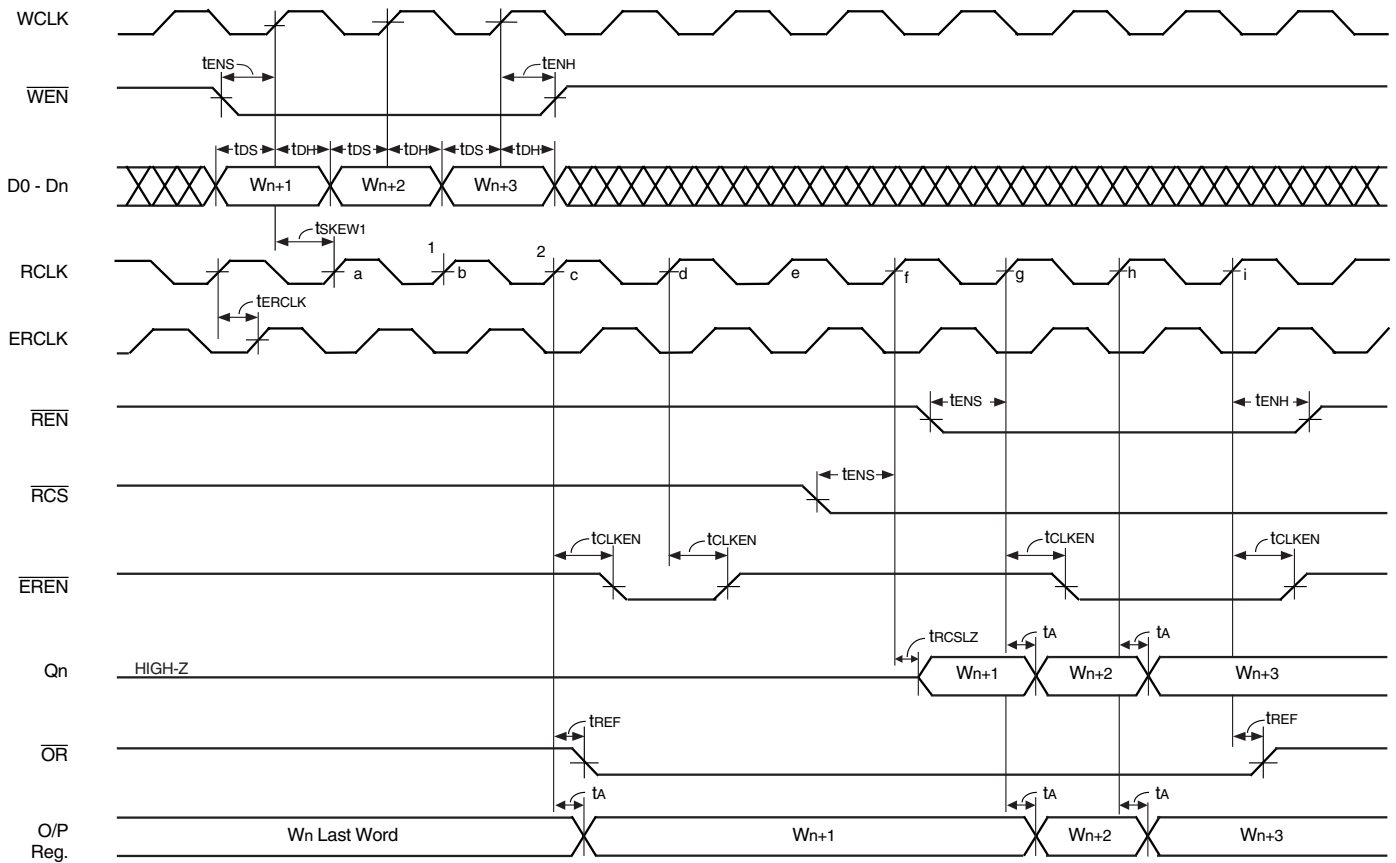 WCLK
tENS tENH
WEN
tDS tDH tDS tDH tDS tDH
D0 - Dn Wn+1 Wn+2 Wn+3
tSKEW1
1 2
RCLK a b c d e f g h i
tERCLK
ERCLK
REN tENS tENH
RCS tENS
tCLKEN tCLKEN tCLKEN tCLKEN
EREN
tRCSLZ tA tA
Qn HIGH-Z Wn+1 Wn+2 Wn+3
tREF tREF
OR
tA tA tA
O/P Wn Last Word Wn+1 Wn+2 Wn+3
Reg.